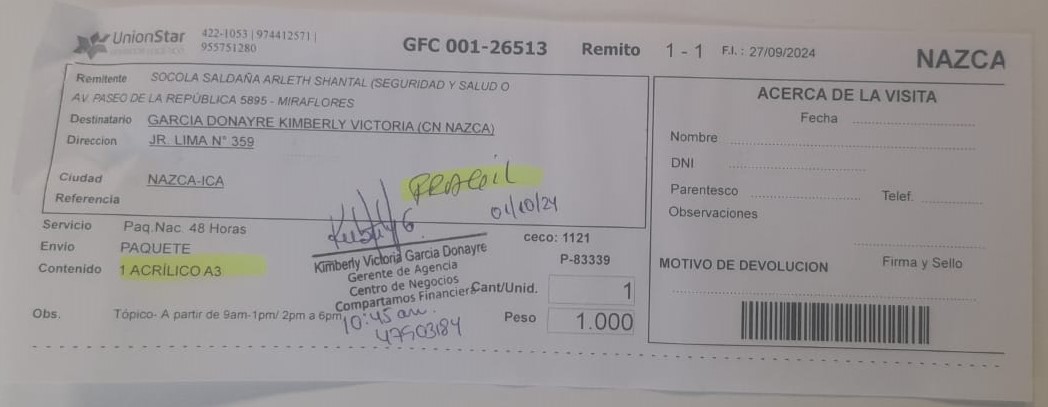 UnionStar 422-1053 | 974412571 |
955751280
GFC 001-26513 Remito 1 - 1 F.I. : 27/09/2024 NAZCA
Remitente SOCOLA SALDAÑA ARLETH SHANTAL (SEGURIDAD Y SALUD O
AV. PASEO DE LA REPÚBLICA 5895 - MIRAFLORES
Destinatario GARCIA DONAYRE KIMBERLY VICTORIA (CN NAZCA)
Direccion JR. LIMA N° 359
Ciudad NAZCA-ICA
Referencia
01/10/24
Servicio Paq.Nac. 48 Horas
Envio PAQUETE
Contenido 1 ACRÍLICO A3
Kimberly Victoria Garcia Donayre
Gerente de Agencia
Centro de Negocios
Compartamos Financiera
10:45 am.
47503184
ceco: 1121
P-83339
Cant/Unid. 1
Peso 1.000
Obs. Tópico- A partir de 9am-1pm/ 2pm a 6pm
ACERCA DE LA VISITA
Fecha
Nombre
DNI
Parentesco Telef.
Observaciones
MOTIVO DE DEVOLUCION Firma y Sello